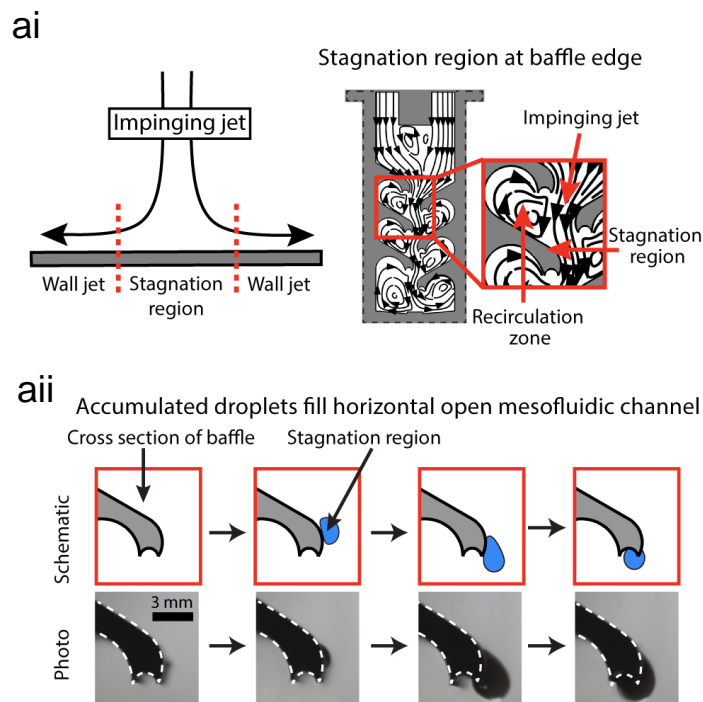 ai
Stagnation region at baffle edge
Impinging jet
Impinging jet
Stagnation
region
Wall jet
Stagnation
region
Wall jet
Recirculation
zone
aii
Accumulated droplets fill horizontal open mesofluidic channel
Cross section of baffle
Stagnation region
Schematic
3 mm
Photo